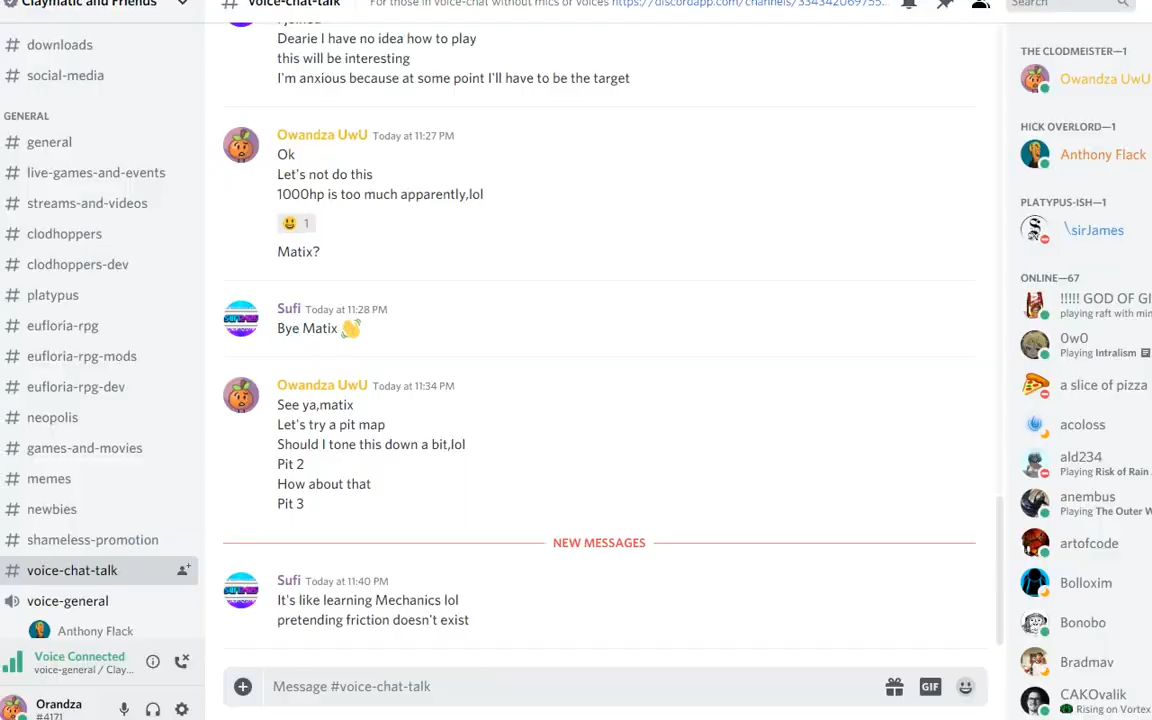 Claymatic and Friends
# downloads
# social-media
GENERAL
# general
# live-games-and-events
# streams-and-videos
# clodhoppers
# clodhoppers-dev
# platypus
# eufloria-rpg
# eufloria-rpg-mods
# eufloria-rpg-dev
# neopolis
# games-and-movies
# memes
# newbies
# shameless-promotion
# voice-chat-talk
voice-general
Anthony Flack
Voice Connected
voice-general / Clay...
Orandza
#4171
# voice-chat-talk
For those in voice-chat without mics or voices https://discordapp.com/channels/334342069755...
Search
Dearie I have no idea how to play
this will be interesting
I'm anxious because at some point I'll have to be the target
Owandza UwU Today at 11:27 PM
Ok
Let's not do this
1000hp is too much apparently,lol
😃 1
Matix?
Sufi Today at 11:28 PM
Bye Matix 👋
Owandza UwU Today at 11:34 PM
See ya,matix
Let's try a pit map
Should I tone this down a bit,lol
Pit 2
How about that
Pit 3
NEW MESSAGES
Sufi Today at 11:40 PM
It's like learning Mechanics lol
pretending friction doesn't exist
Message #voice-chat-talk
GIF
THE CLODMEISTER—1
Owandza UwU
HICK OVERLORD—1
Anthony Flack
PLATYPUS-ISH—1
\sirJames
ONLINE—67
!!!!! GOD OF GI
playing raft with min
OwO
Playing Intralism
a slice of pizza
acoloss
ald234
Playing Risk of Rain
anembus
Playing The Outer W
artofcode
Bolloxim
Bonobo
Bradmav
CAKOvalik
Rising on Vortex